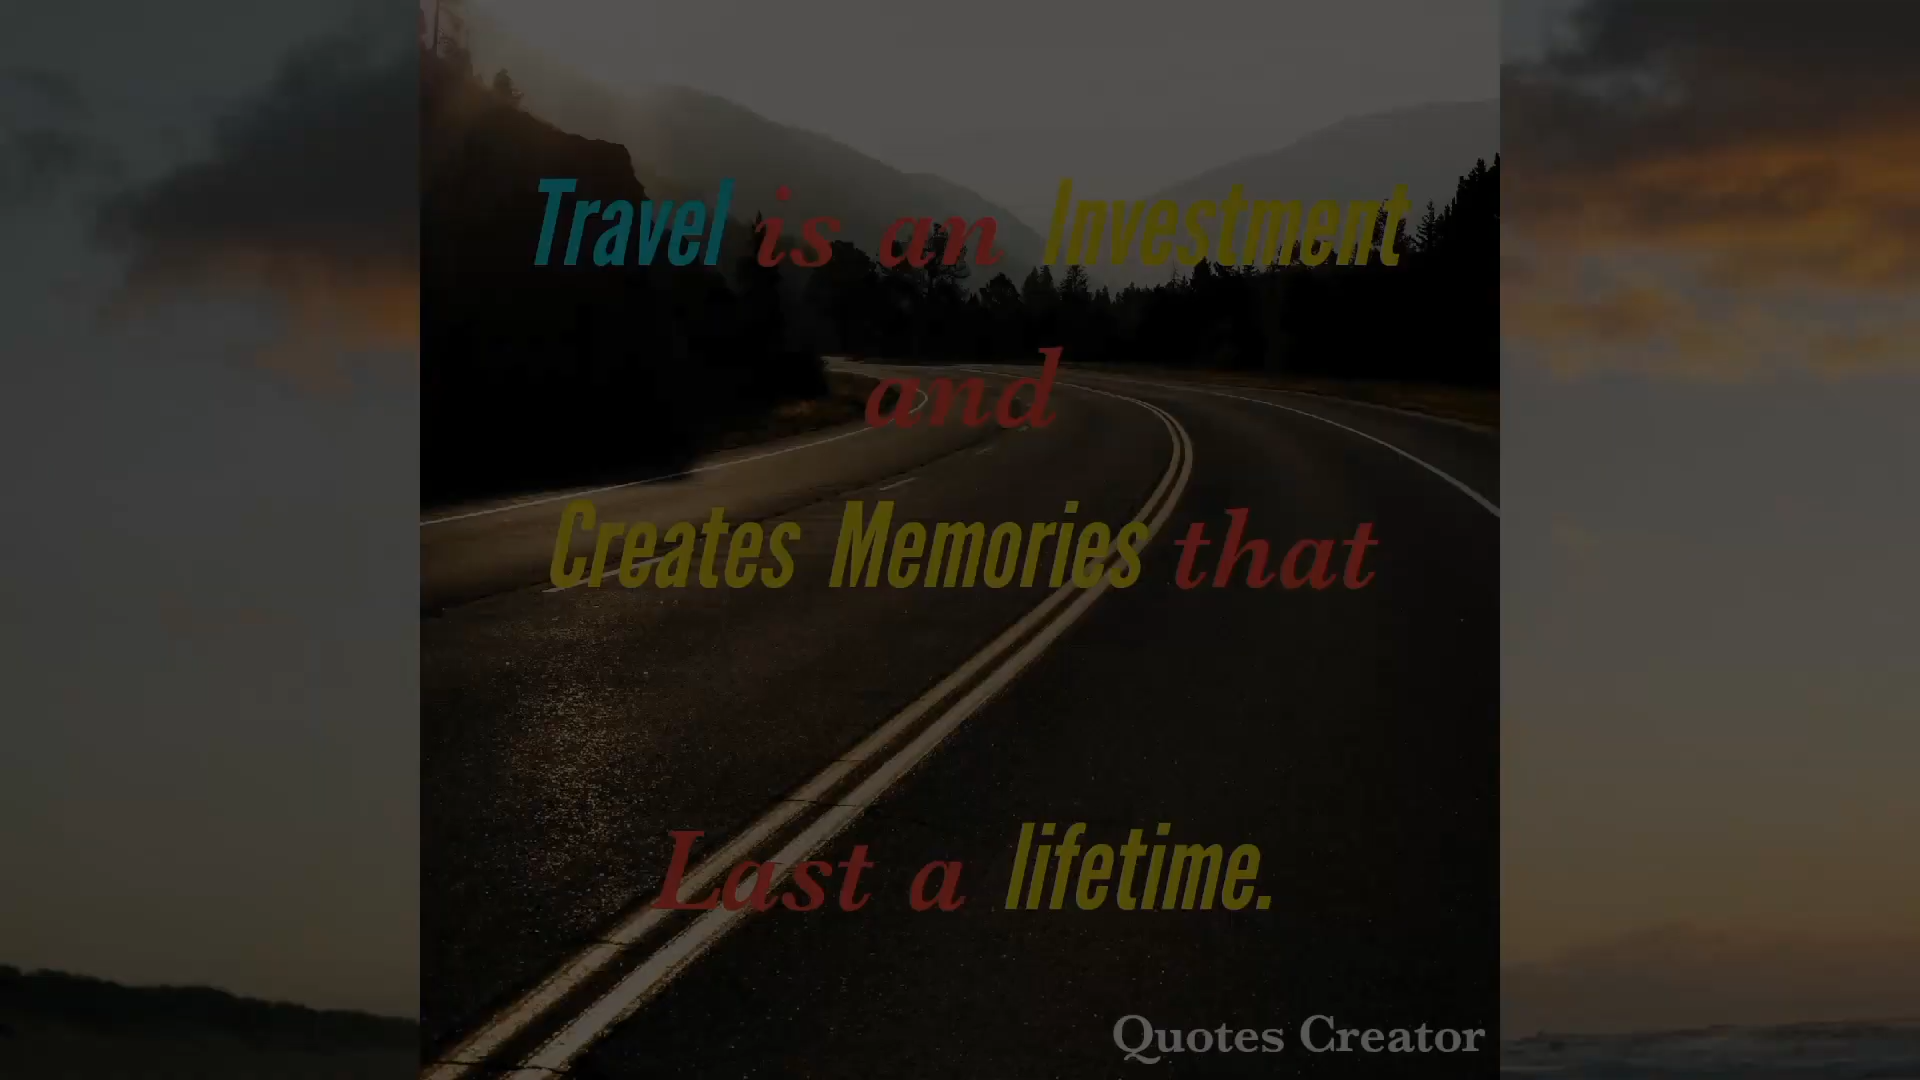 Travel is an Investment
and
Creates Memories that
Last a lifetime.
Quotes Creator